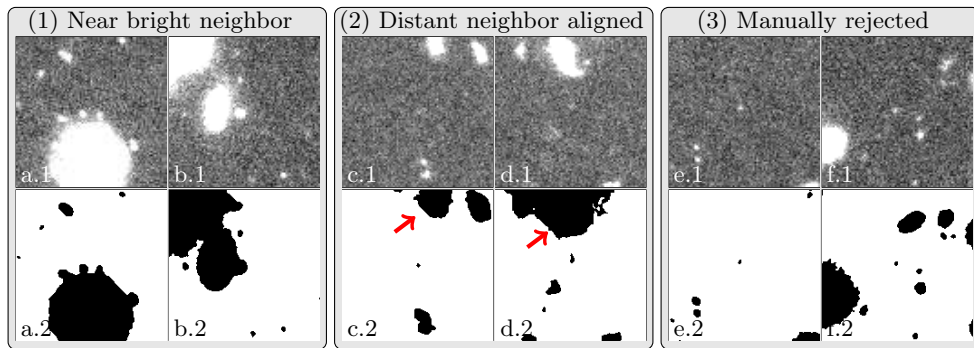 (1) Near bright neighbor
(2) Distant neighbor aligned
(3) Manually rejected
a.1
b.1
c.1
d.1
e.1
f.1
a.2
b.2
c.2
d.2
e.2
f.2